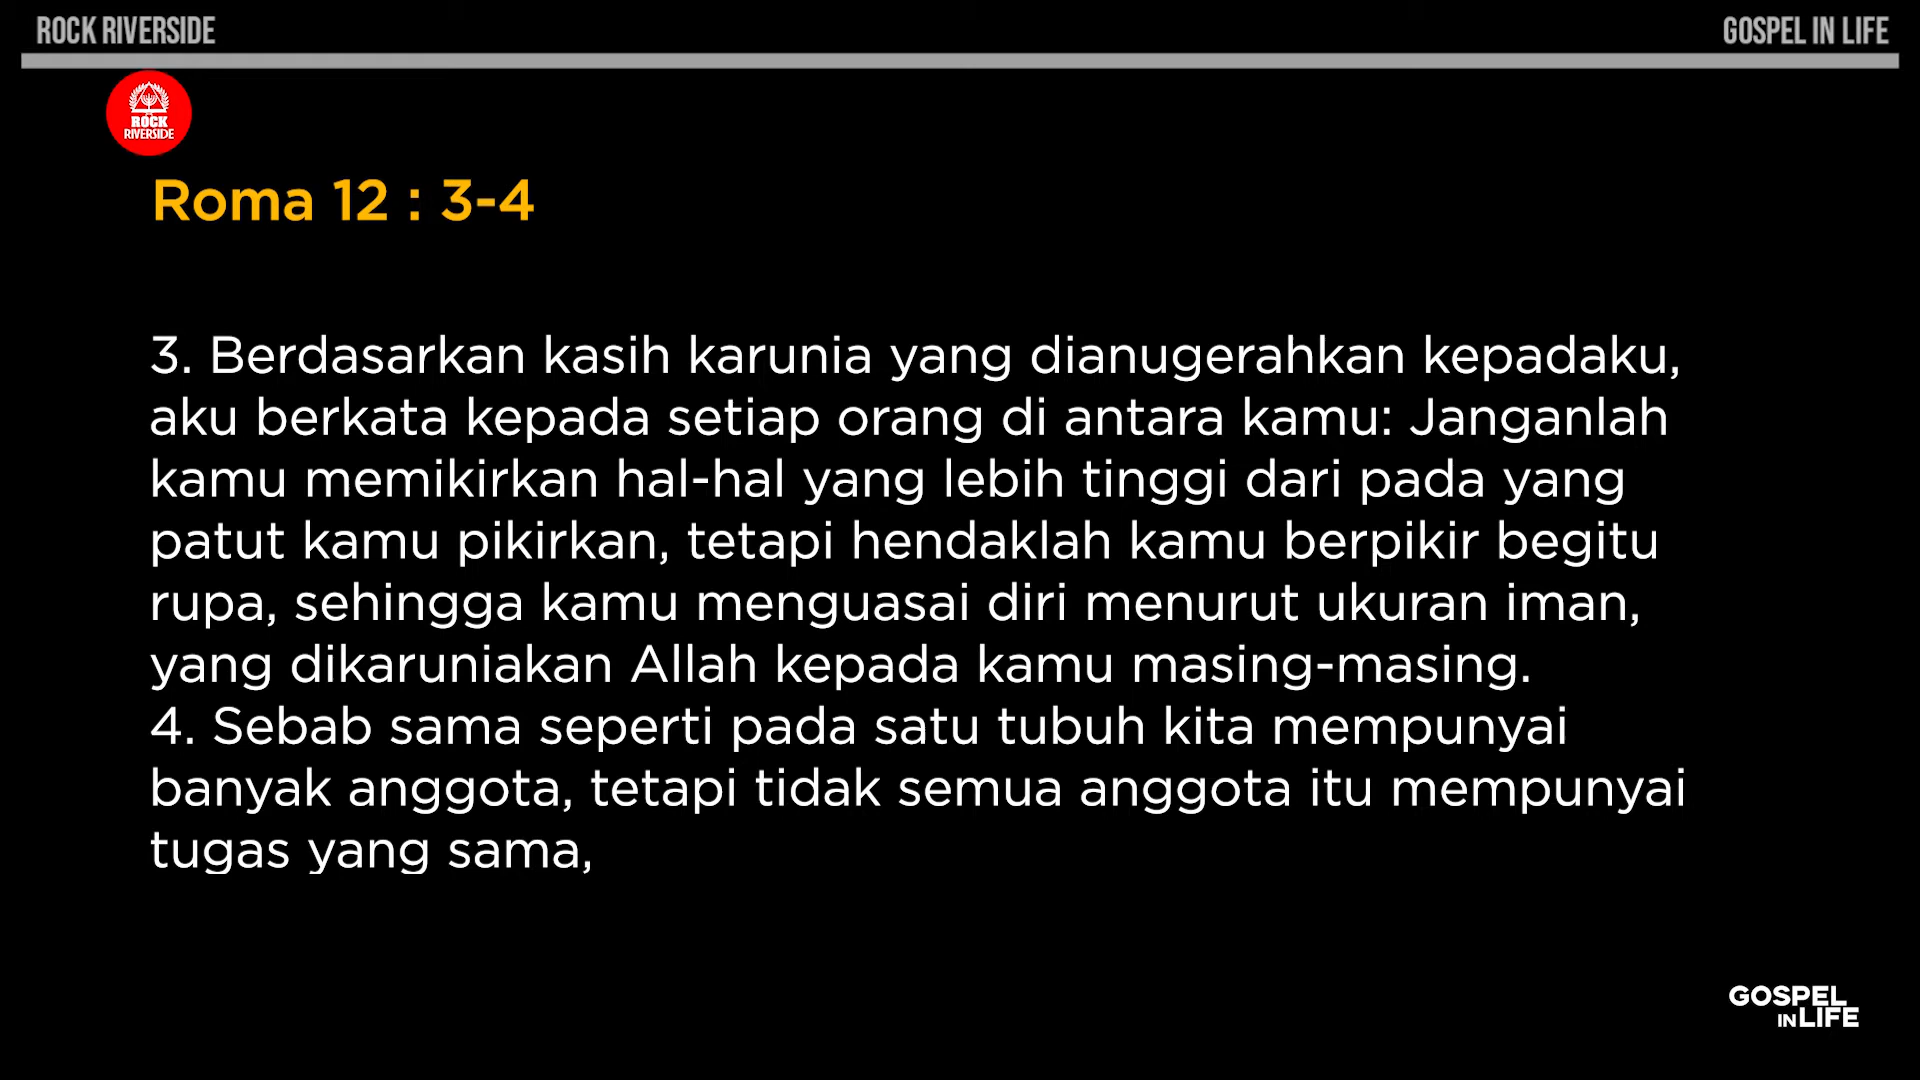 ROCK RIVERSIDE
GOSPEL IN LIFE
ROCK
RIVERSIDE
Roma 12 : 3-4
3. Berdasarkan kasih karunia yang dianugerahkan kepadaku,
aku berkata kepada setiap orang di antara kamu: Janganlah
kamu memikirkan hal-hal yang lebih tinggi dari pada yang
patut kamu pikirkan, tetapi hendaklah kamu berpikir begitu
rupa, sehingga kamu menguasai diri menurut ukuran iman,
yang dikaruniakan Allah kepada kamu masing-masing.
4. Sebab sama seperti pada satu tubuh kita mempunyai
banyak anggota, tetapi tidak semua anggota itu mempunyai
tugas yang sama,
GOSPEL
IN LIFE